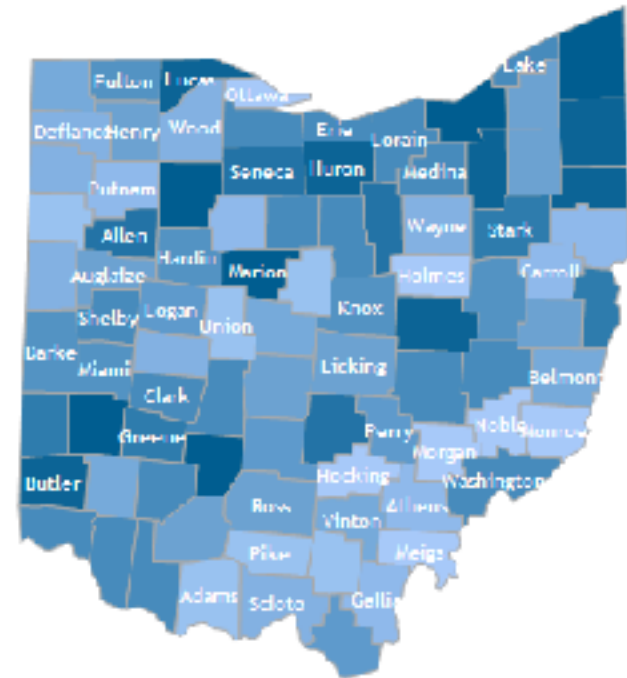 Lake
Fulton
Lucas
Ottawa
Defiance
Henry
Wood
Erie
Lorain
Seneca
Huron
Medina
Putnam
Allen
Wayne
Stark
Hardin
Marion
Holmes
Carroll
Auglaize
Shelby
Logan
Union
Knox
Darke
Miami
Licking
Belmont
Clark
Greene
Perry
Noble
Monroe
Morgan
Butler
Hocking
Washington
Ross
Vinton
Athens
Pike
Meigs
Adams
Scioto
Gallia